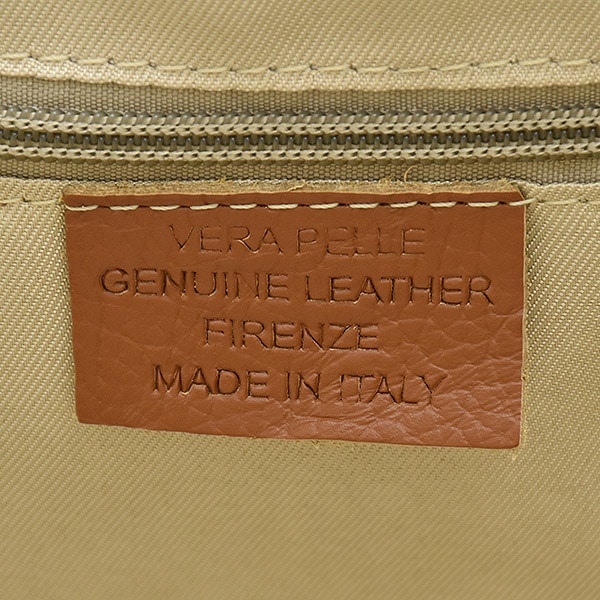 VERA PELLE
GENUINE LEATHER
FIRENZE
MADE IN ITALY